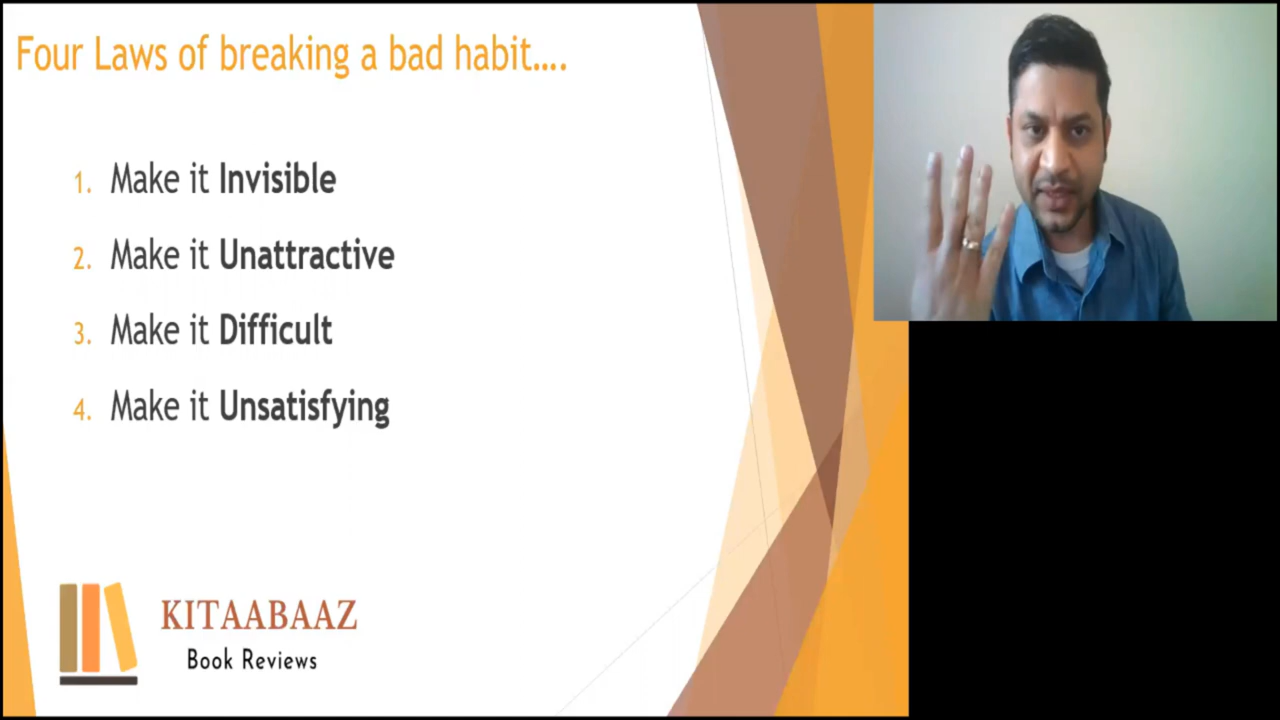 Four Laws of breaking a bad habit....
1. Make it Invisible
2. Make it Unattractive
3. Make it Difficult
4. Make it Unsatisfying
KITAABAAZ
Book Reviews